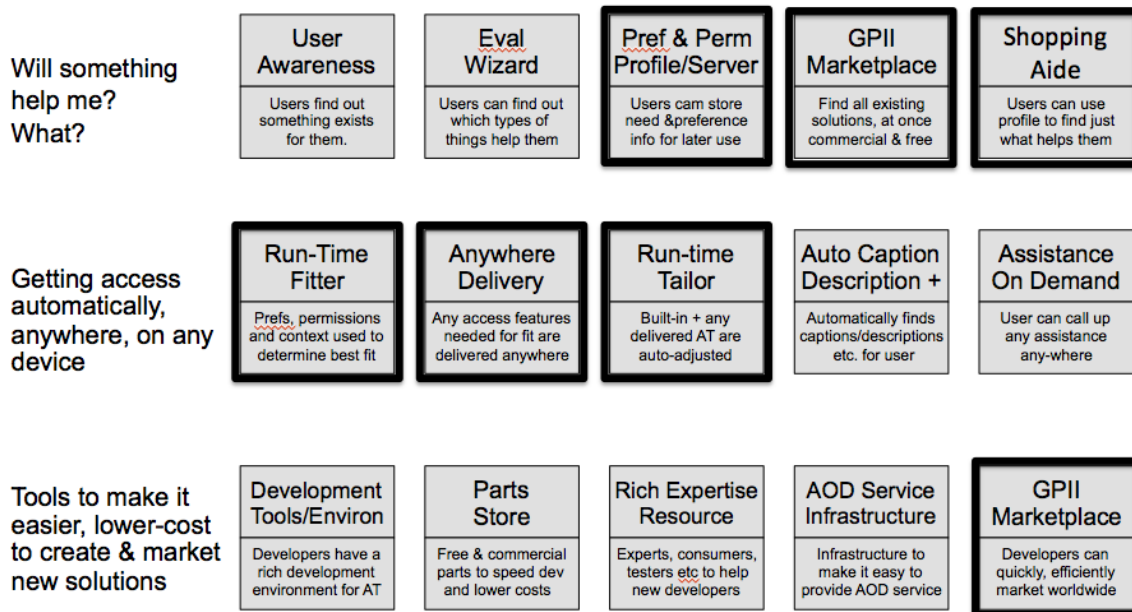 Will something
help me?
What?
User
Awareness
Users find out
something exists
for them.
Eval
Wizard
Users can find out
which types of
things help them
Pref & Perm
Profile/Server
Users cam store
need &preference
info for later use
GPII
Marketplace
Find all existing
solutions, at once
commercial & free
Shopping
Aide
Users can use
profile to find just
what helps them
Getting access
automatically,
anywhere, on any
device
Run-Time
Fitter
Prefs, permissions
and context used to
determine best fit
Anywhere
Delivery
Any access features
needed for fit are
delivered anywhere
Run-time
Tailor
Built-in + any
delivered AT are
auto-adjusted
Auto Caption
Description +
Automatically finds
captions/descriptions
etc. for user
Assistance
On Demand
User can call up
any assistance
any-where
Tools to make it
easier, lower-cost
to create & market
new solutions
Development
Tools/Environ
Developers have a
rich development
environment for AT
Parts
Store
Free & commercial
parts to speed dev
and lower costs
Rich Expertise
Resource
Experts, consumers,
testers etc to help
new developers
AOD Service
Infrastructure
Infrastructure to
make it easy to
provide AOD service
GPII
Marketplace
Developers can
quickly, efficiently
market worldwide